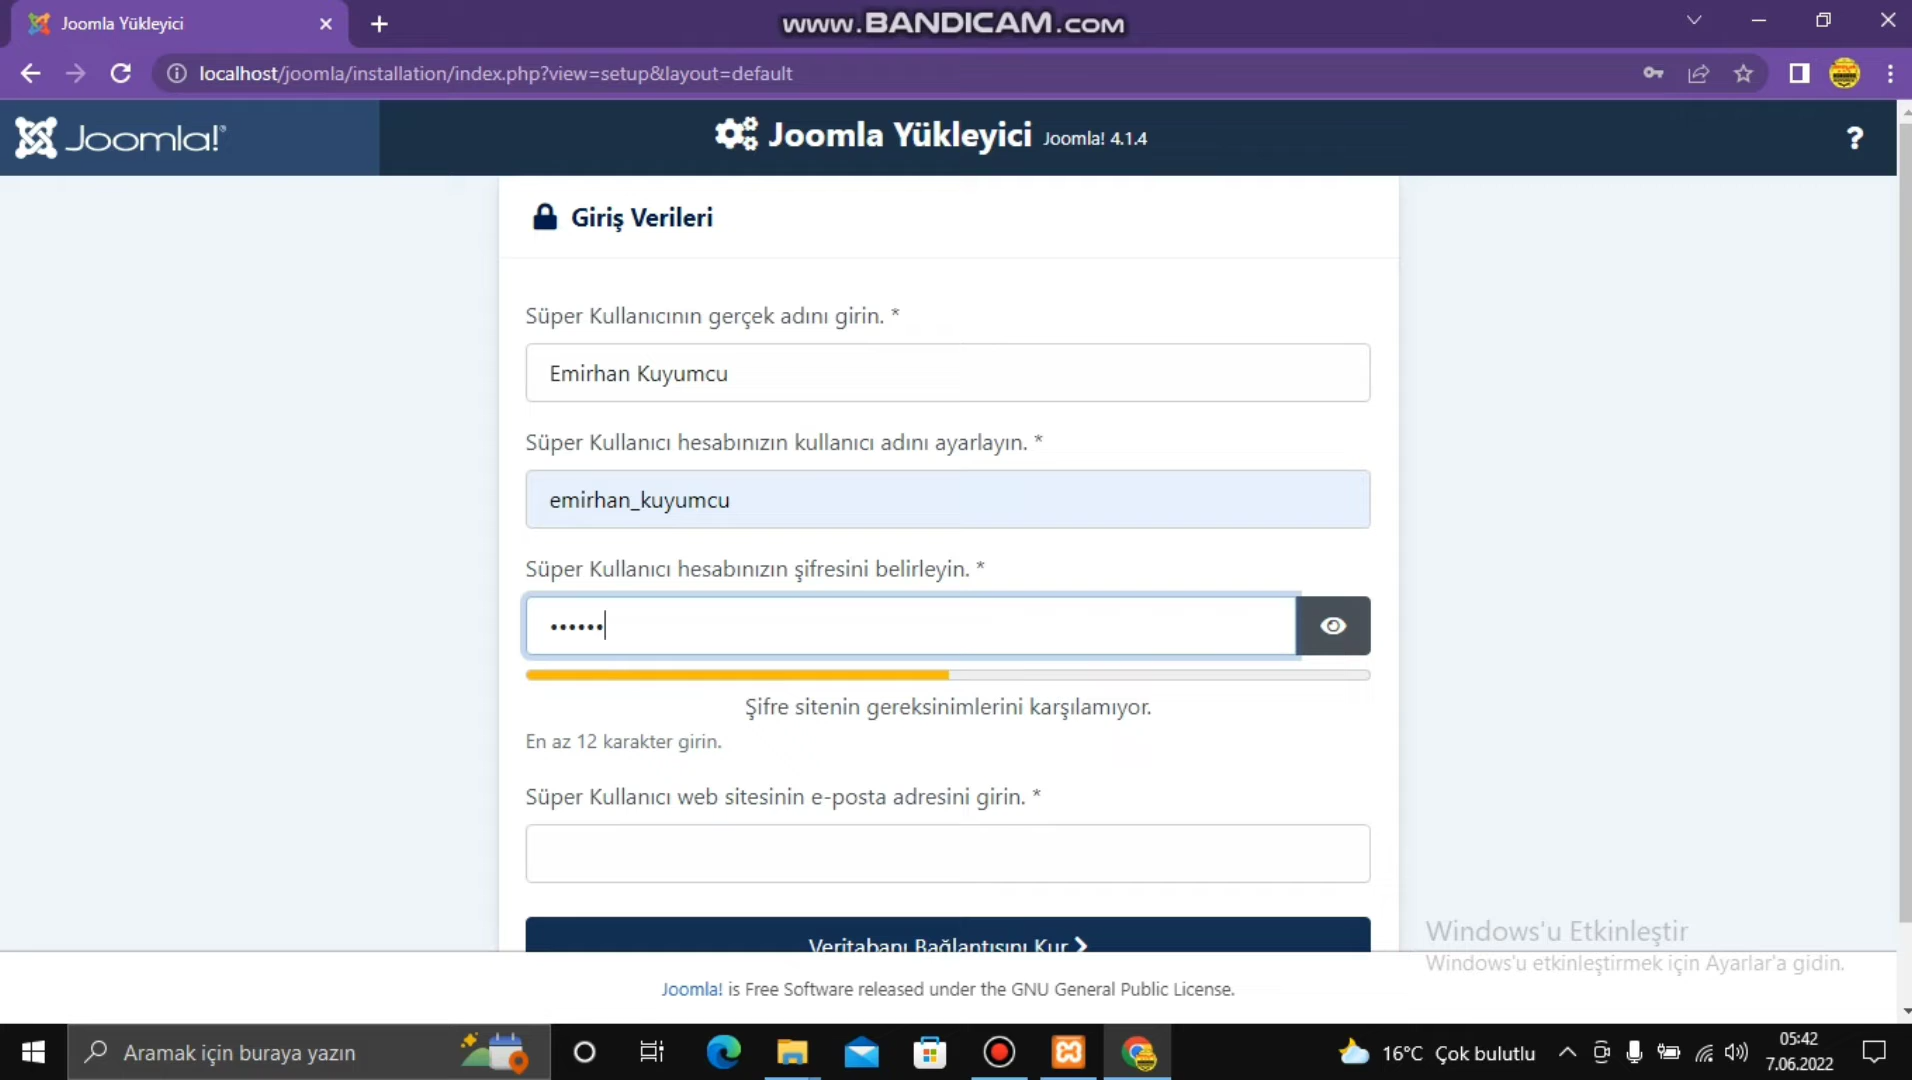 Joomla Yükleyici
www.BANDICAM.com
localhost/joomla/installation/index.php?view=setup&layout=default
Joomla!®
Joomla Yükleyici Joomla! 4.1.4
?
Giriş Verileri
Süper Kullanıcının gerçek adını girin. *
Emirhan Kuyumcu
Süper Kullanıcı hesabınızın kullanıcı adını ayarlayın. *
emirhan_kuyumcu
Süper Kullanıcı hesabınızın şifresini belirleyin. *
••••••
Şifre sitenin gereksinimlerini karşılamıyor.
En az 12 karakter girin.
Süper Kullanıcı web sitesinin e-posta adresini girin. *
Veritabanı Bağlantısını Kur
Windows'u Etkinleştir
Windows'u etkinleştirmek için Ayarlar'a gidin.
Joomla! is Free Software released under the GNU General Public License.
Aramak için buraya yazın
16°C Çok bulutlu
05:42
7.06.2022